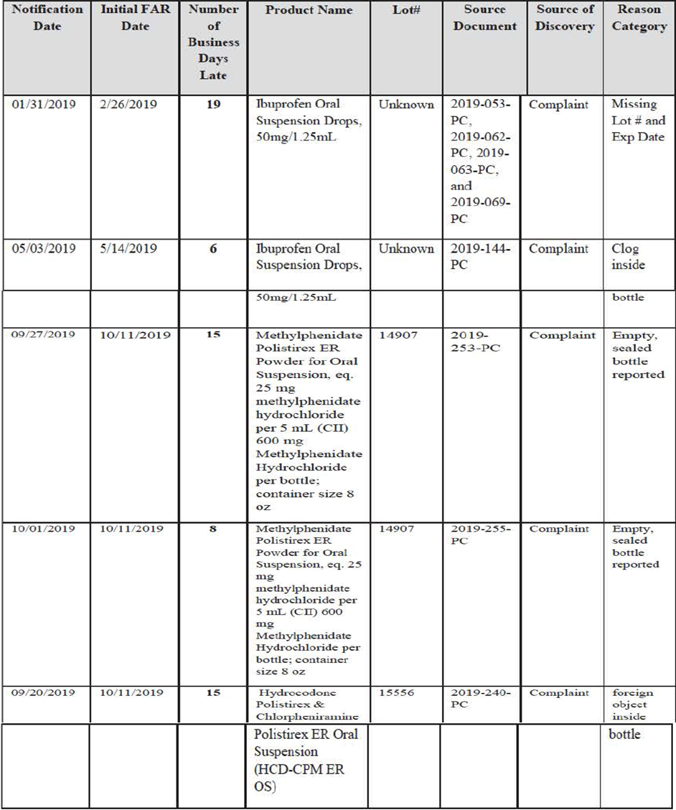 Notification Date
Initial FAR Date
Number of Business Days Late
Product Name
Lot#
Source Document
Source of Discovery
Reason Category
01/31/2019
2/26/2019
19
Ibuprofen Oral
Suspension Drops,
50mg/1.25mL
Unknown
2019-053-
PC,
2019-062-
PC, 2019-
063-PC,
and
2019-069-
PC
Complaint
Missing
Lot # and
Exp Date
05/03/2019
5/14/2019
6
Ibuprofen Oral
Suspension Drops,
Unknown
2019-144-
PC
Complaint
Clog
inside
50mg/1.25mL
bottle
09/27/2019
10/11/2019
15
Methylphenidate
Polistirex ER
Powder for Oral
Suspension, eq.
25 mg
methylphenidate
hydrochloride
per 5 mL (CII)
600 mg
Methylphenidate
Hydrochloride
per bottle;
container size 8
oz
14907
2019-
253-PC
Complaint
Empty,
sealed
bottle
reported
10/01/2019
10/11/2019
8
Methylphenidate
Polistirex ER
Powder for Oral
Suspension, eq. 25
mg
methylphenidate
hydrochloride per
5 mL (CII) 600
mg
Methylphenidate
Hydrochloride per
bottle; container
size 8 oz
14907
2019-255-
PC
Complaint
Empty,
sealed
bottle
reported
09/20/2019
10/11/2019
15
Hydrocodone
Polistirex &
Chlorpheniramine
15556
2019-240-
PC
Complaint
foreign
object
inside
Polistirex ER Oral
Suspension
(HCD-CPM ER
OS)
bottle